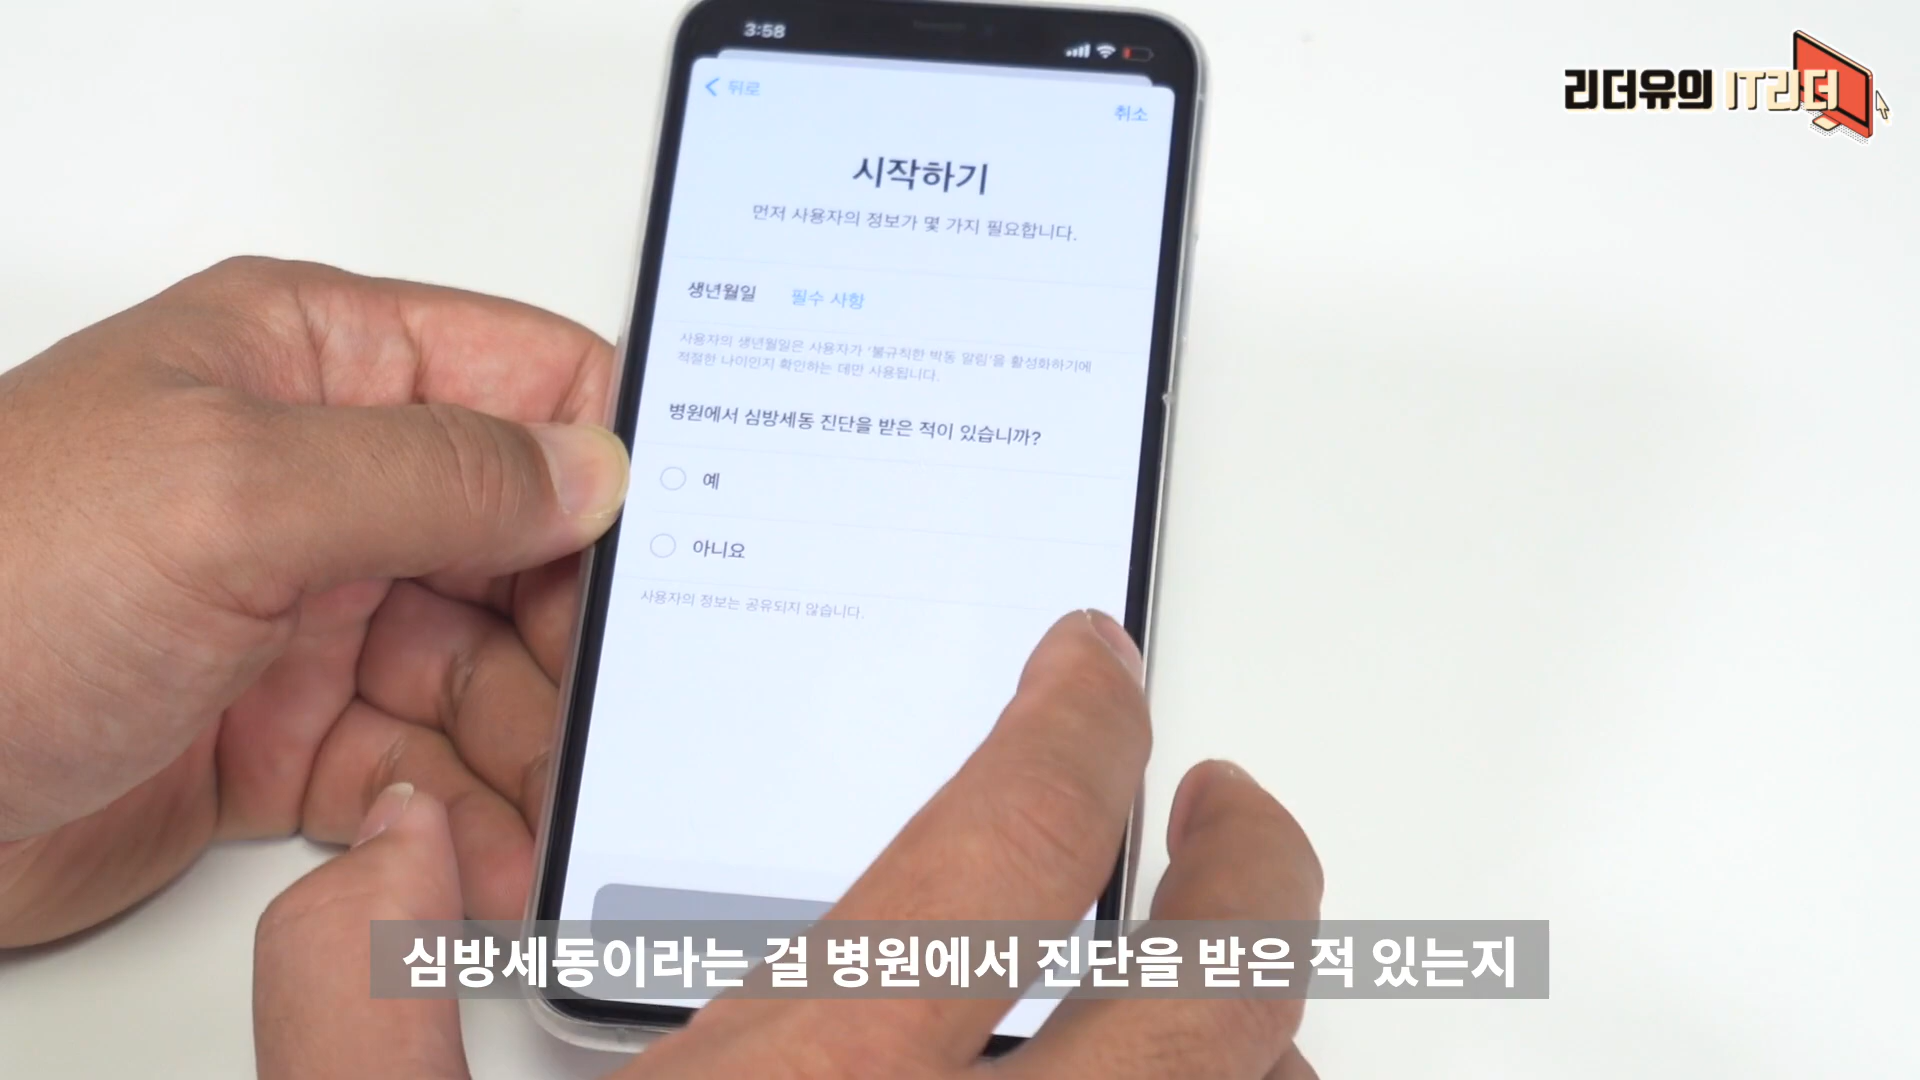 3:58
리더유의 IT리더
뒤로
취소
시작하기
먼저 사용자의 정보가 몇 가지 필요합니다.
생년월일 필수 사항
사용자의 생년월일은 사용자가 '불규칙한 박동 알림'을 활성화하기에
적절한 나이인지 확인하는 데만 사용됩니다.
병원에서 심방세동 진단을 받은 적이 있습니까?
예
아니요
사용자의 정보는 공유되지 않습니다.
심방세동이라는 걸 병원에서 진단을 받은 적 있는지